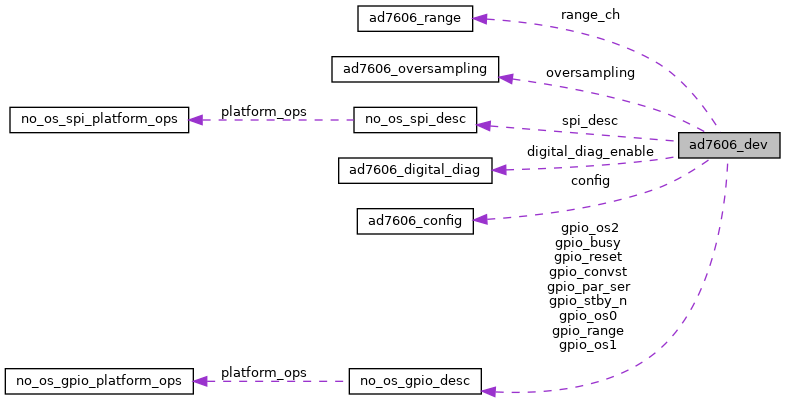 range_ch
ad7606_range
ad7606_oversampling
oversampling
no_os_spi_platform_ops
platform_ops
no_os_spi_desc
spi_desc
ad7606_dev
digital_diag_enable
ad7606_digital_diag
config
ad7606_config
gpio_os2
gpio_busy
gpio_reset
gpio_convst
gpio_par_ser
gpio_stby_n
gpio_os0
gpio_range
gpio_os1
no_os_gpio_platform_ops
platform_ops
no_os_gpio_desc